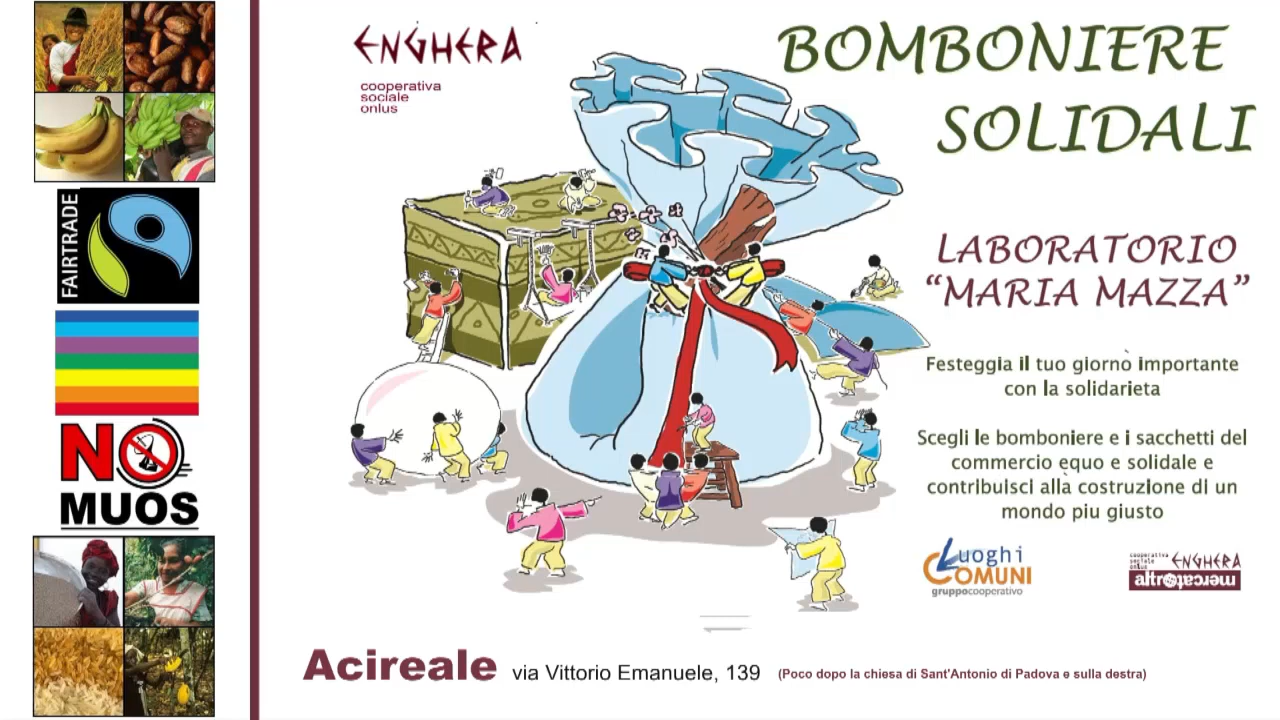 ENGHERA
cooperativa
sociale
onlus
BOMBONIERE
SOLIDALI
LABORATORIO
“MARIA MAZZA”
Festeggia il tuo giorno importante
con la solidarieta
Scegli le bomboniere e i sacchetti del
commercio equo e solidale e
contribuisci alla costruzione di un
mondo piu giusto
Luoghi
COMUNI
gruppocooperativo
cooperativa
sociale
onlus
ENGHERA
altromercato
FAIRTRADE
NO
MUOS
Acireale via Vittorio Emanuele, 139 (Poco dopo la chiesa di Sant'Antonio di Padova e sulla destra)